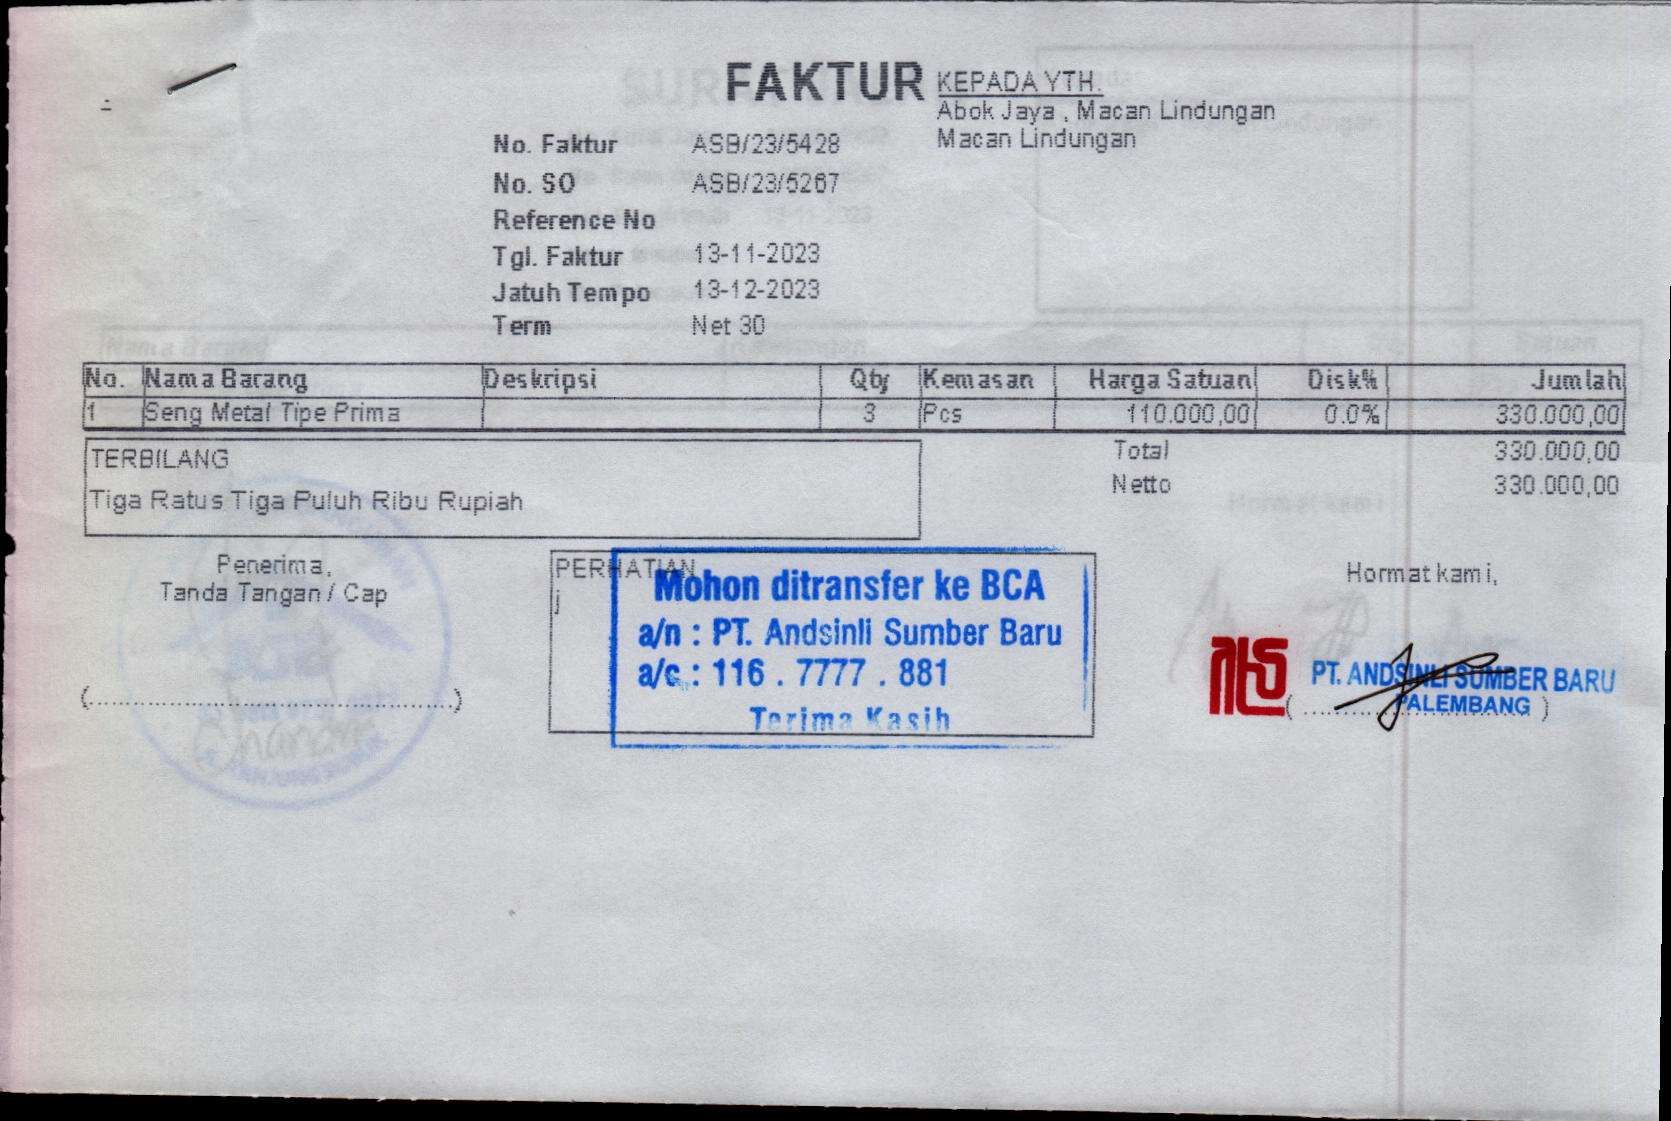 FAKTUR
KEPADA YTH.
Abok Jaya , Macan Lindungan
Macan Lindungan
No. Faktur ASB/23/5428
No. SO ASB/23/5267
Reference No
Tgl. Faktur 13-11-2023
Jatuh Tempo 13-12-2023
Term Net 30
No. Nama Barang Deskripsi Qty Kemasan Harga Satuan Disk% Jumlah
1 Seng Metal Tipe Prima 3 Pcs 110.000,00 0.0% 330.000,00
Total 330.000,00
Netto 330.000,00
TERBILANG
Tiga Ratus Tiga Puluh Ribu Rupiah
Penerima,
Tanda Tangan / Cap
(....................................................)
PERHATIAN
j
Mohon ditransfer ke BCA
a/n : PT. Andsinli Sumber Baru
a/c : 116 . 7777 . 881
Terima Kasih
Hormat kami,
PT. ANDSINLI SUMBER BARU
PALEMBANG